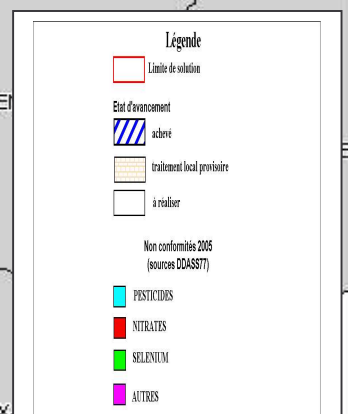 Légende
Limite de solution
Etat d'avancement
achevé
traitement local provisoire
à réaliser
Non conformités 2005
(sources DDASS77)
PESTICIDES
NITRATES
SELENIUM
AUTRES